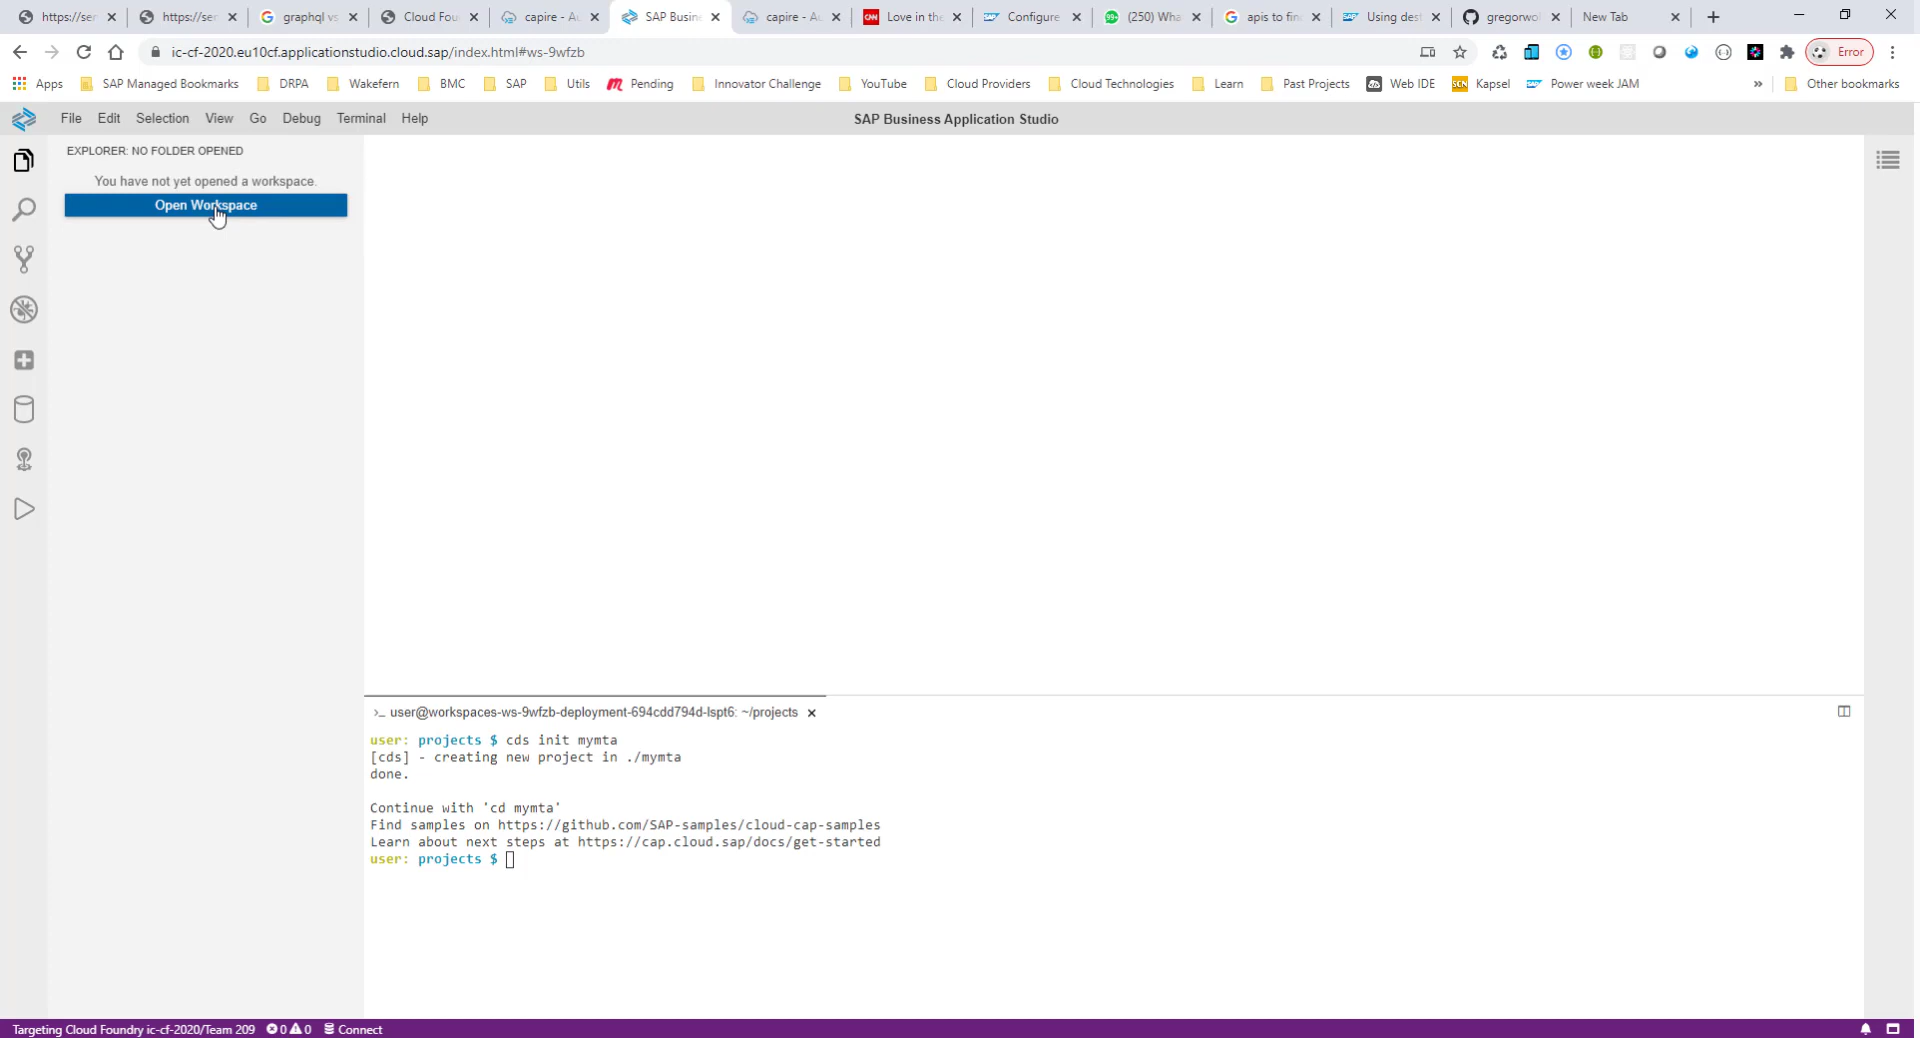 https://ser
https://ser
graphql vs
Cloud Fou
capire - Au
SAP Busin
capire - Au
CNN
Love in the
Configure
99+
(250) Wha
apis to fin
Using dest
gregorwol
New Tab
ic-cf-2020.eu10cf.applicationstudio.cloud.sap/index.html#ws-9wfzb
Error
Apps
SAP Managed Bookmarks
DRPA
Wakefern
BMC
SAP
Utils
Pending
Innovator Challenge
YouTube
Cloud Providers
Cloud Technologies
Learn
Past Projects
Web IDE
SCN
Kapsel
Power week JAM
»
Other bookmarks
File Edit Selection View Go Debug Terminal Help
SAP Business Application Studio
EXPLORER: NO FOLDER OPENED
You have not yet opened a workspace.
Open Workspace
>_ user@workspaces-ws-9wfzb-deployment-694cdd794d-lspt6: ~/projects
user: projects $ cds init mymta
[cds] - creating new project in ./mymta
done.
Continue with 'cd mymta'
Find samples on https://github.com/SAP-samples/cloud-cap-samples
Learn about next steps at https://cap.cloud.sap/docs/get-started
user: projects $
Targeting Cloud Foundry ic-cf-2020/Team 209
0
0
Connect